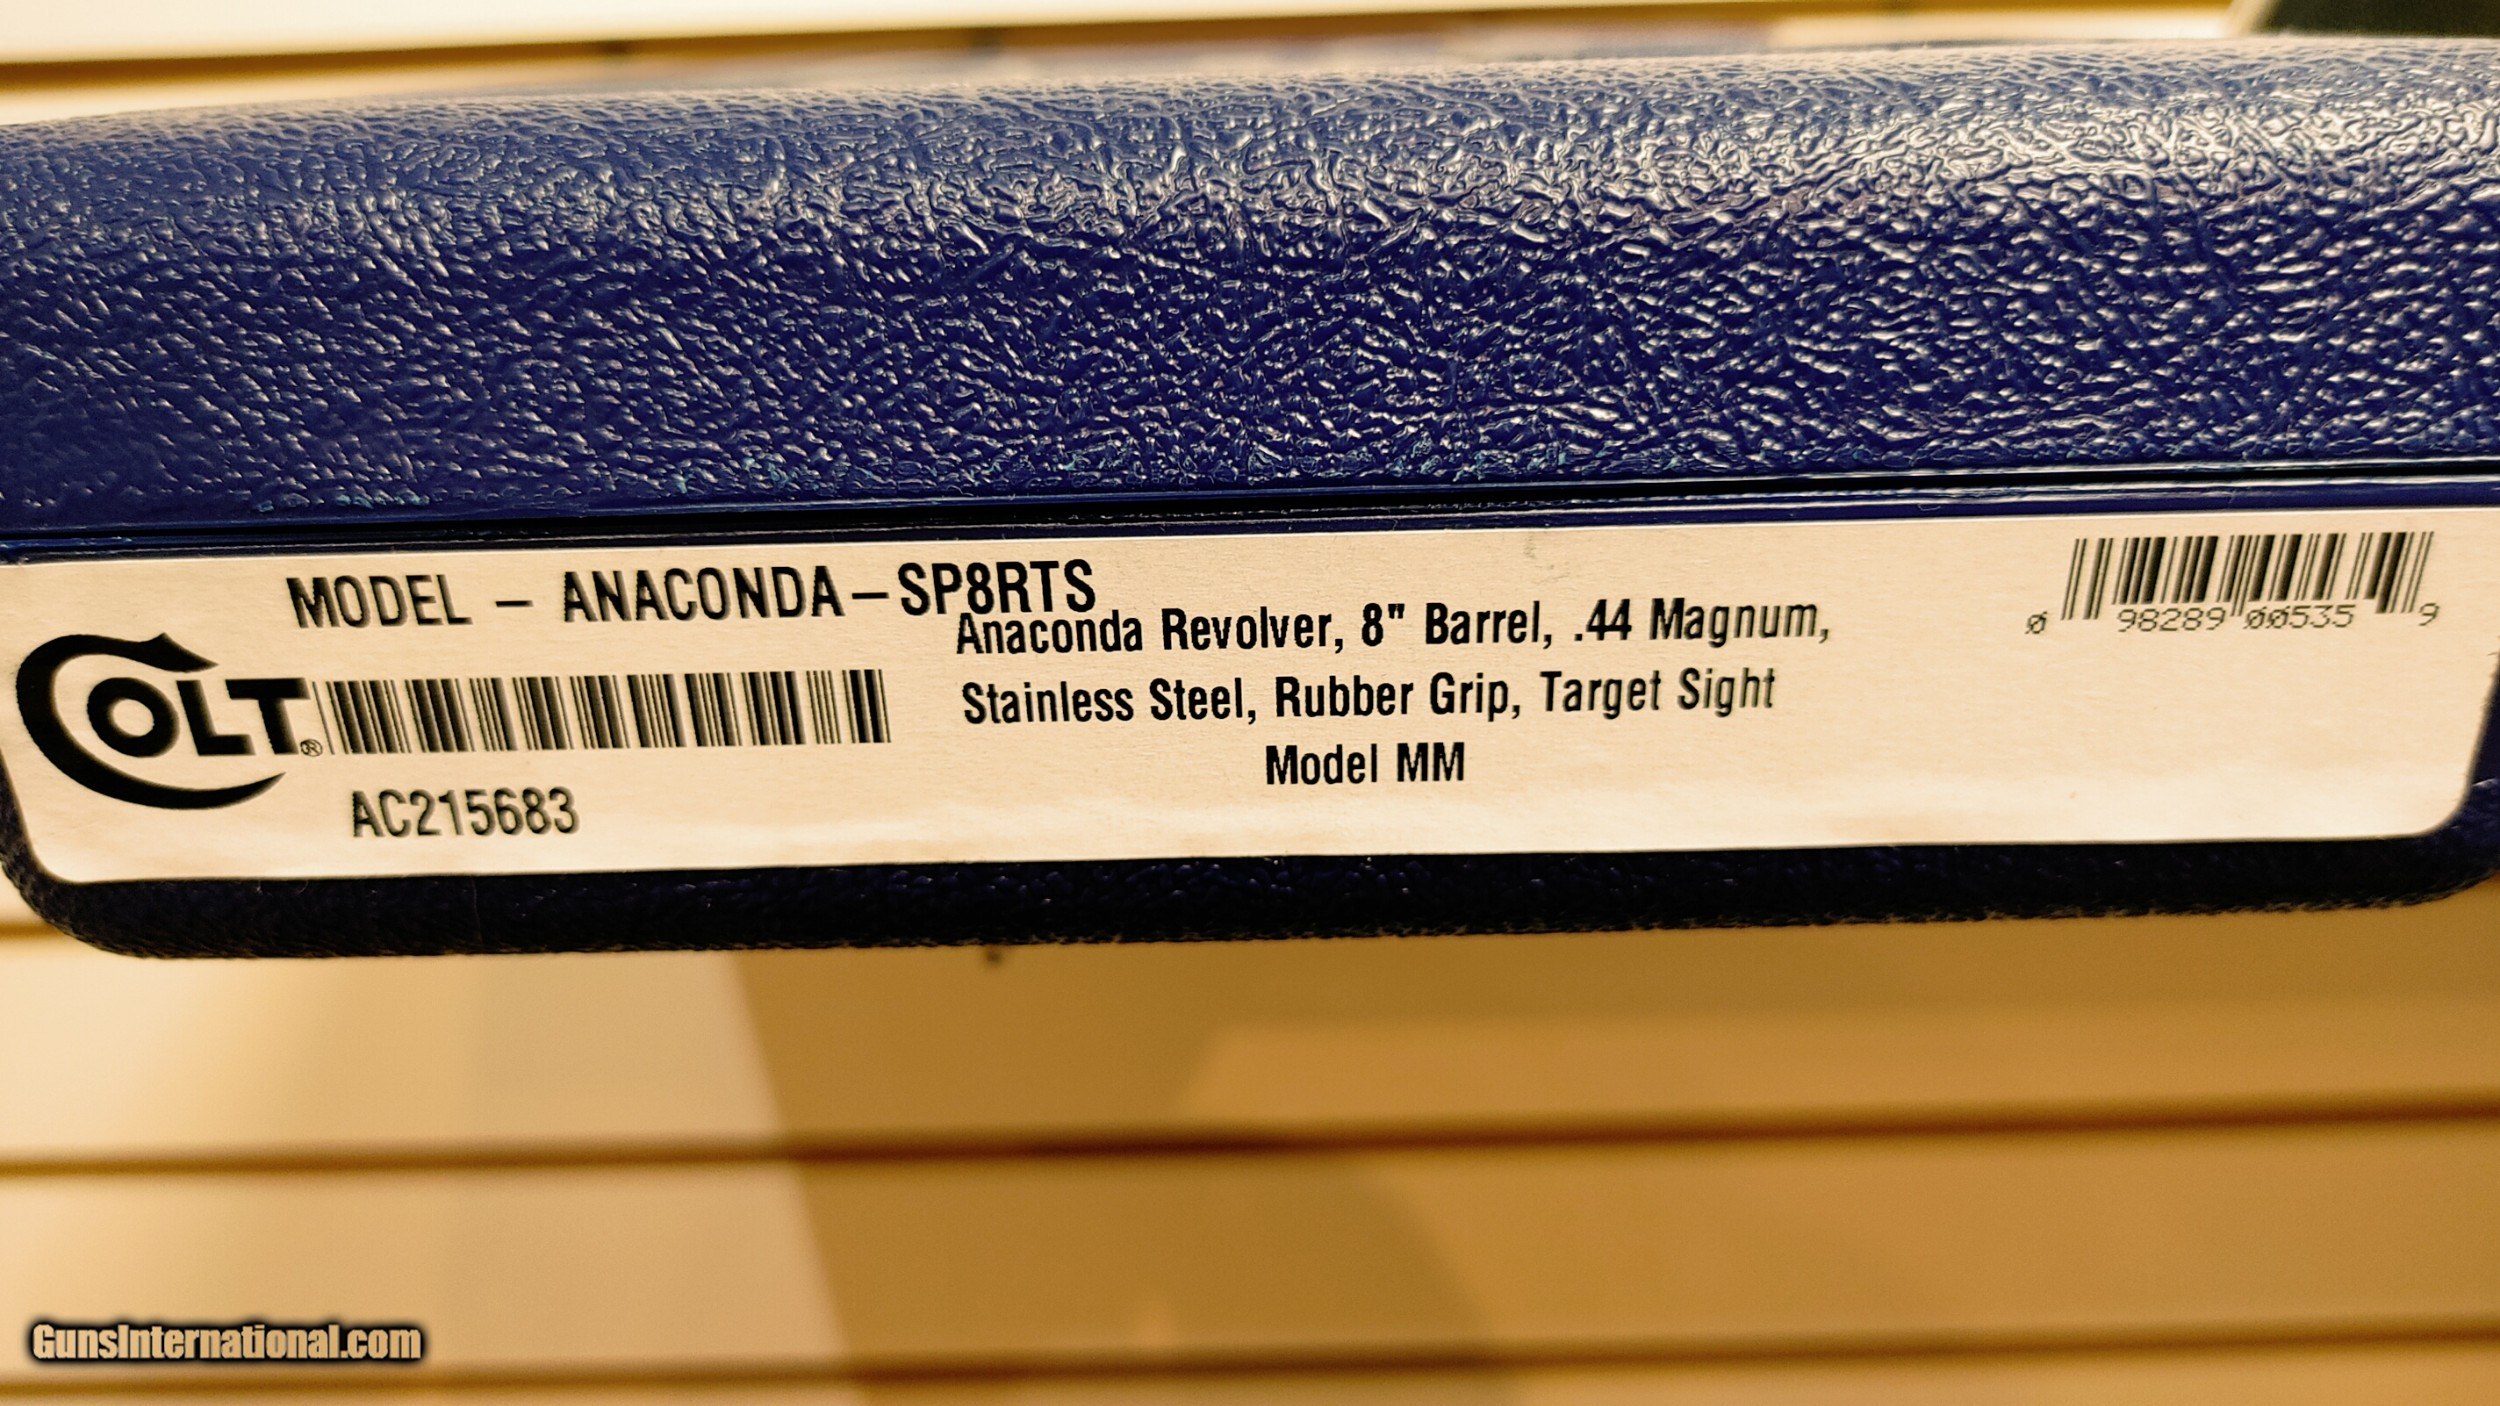 MODEL - ANACONDA-SP8RTS
Anaconda Revolver, 8" Barrel, .44 Magnum,
Stainless Steel, Rubber Grip, Target Sight
Model MM
COLT®
AC215683
0 98289 00535 9
GunsInternational.com